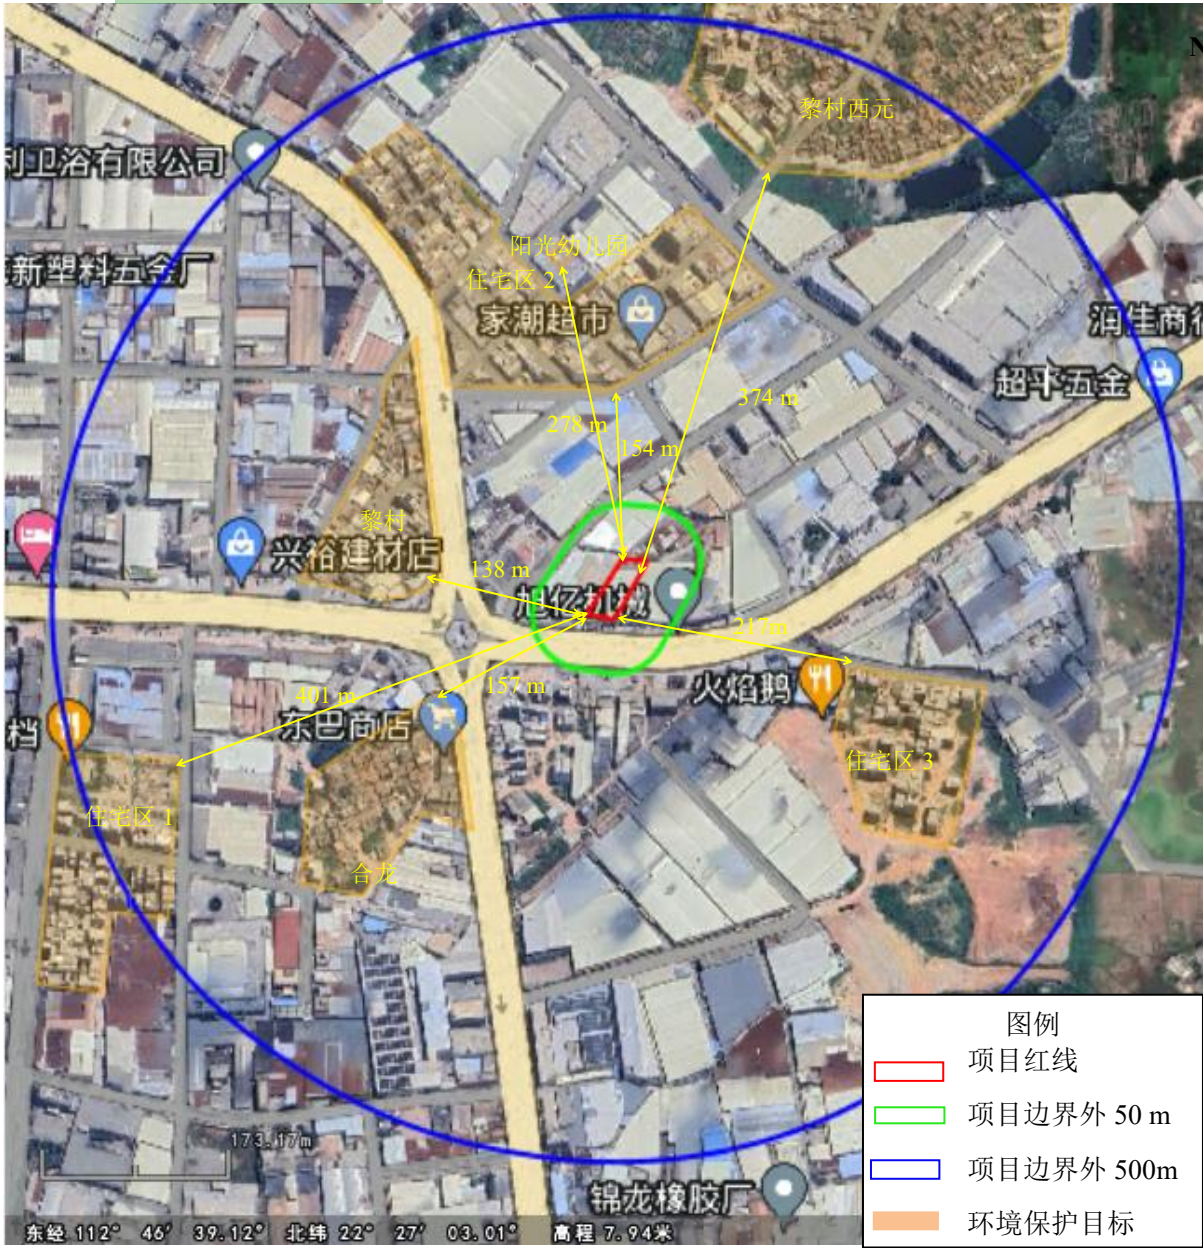 N
黎村西元
利卫浴有限公司
阳光幼儿园
新塑料五金厂
住宅区 2
家潮超市
润佳商行
超平五金
374 m
278 m
154 m
黎村
兴裕建材店
138 m
旭亿机械
217m
401 m
157 m
火焰鹅
东巴商店
档
住宅区 3
住宅区 1
合龙
图例
项目红线
项目边界外 50 m
173.17m
项目边界外 500m
锦龙橡胶厂
环境保护目标
东经 112° 46′ 39.12″ 北纬 22° 27′ 03.01″ 高程 7.94米